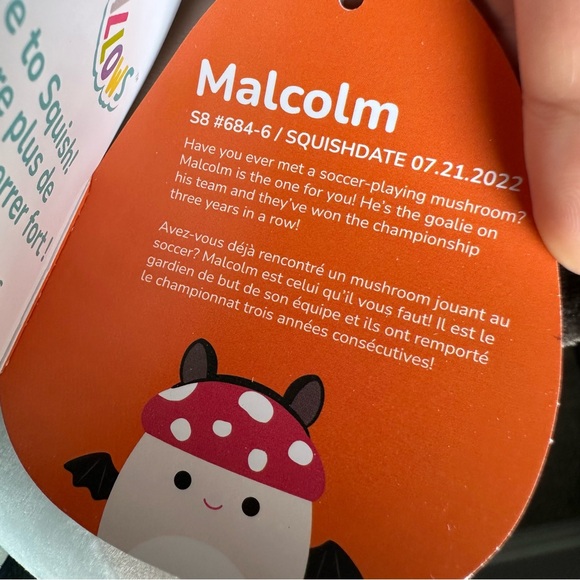 ALLOWS
e to Squish!
re plus de
orrer fort !
Malcolm
S8 #684-6 / SQUISHDATE 07.21.2022
Have you ever met a soccer-playing mushroom?
Malcolm is the one for you! He's the goalie on
his team and they've won the championship
three years in a row!
Avez-vous déjà rencontré un mushroom jouant au
soccer? Malcolm est celui qu'il vous faut! Il est le
gardien de but de son équipe et ils ont remporté
le championnat trois années consécutives!